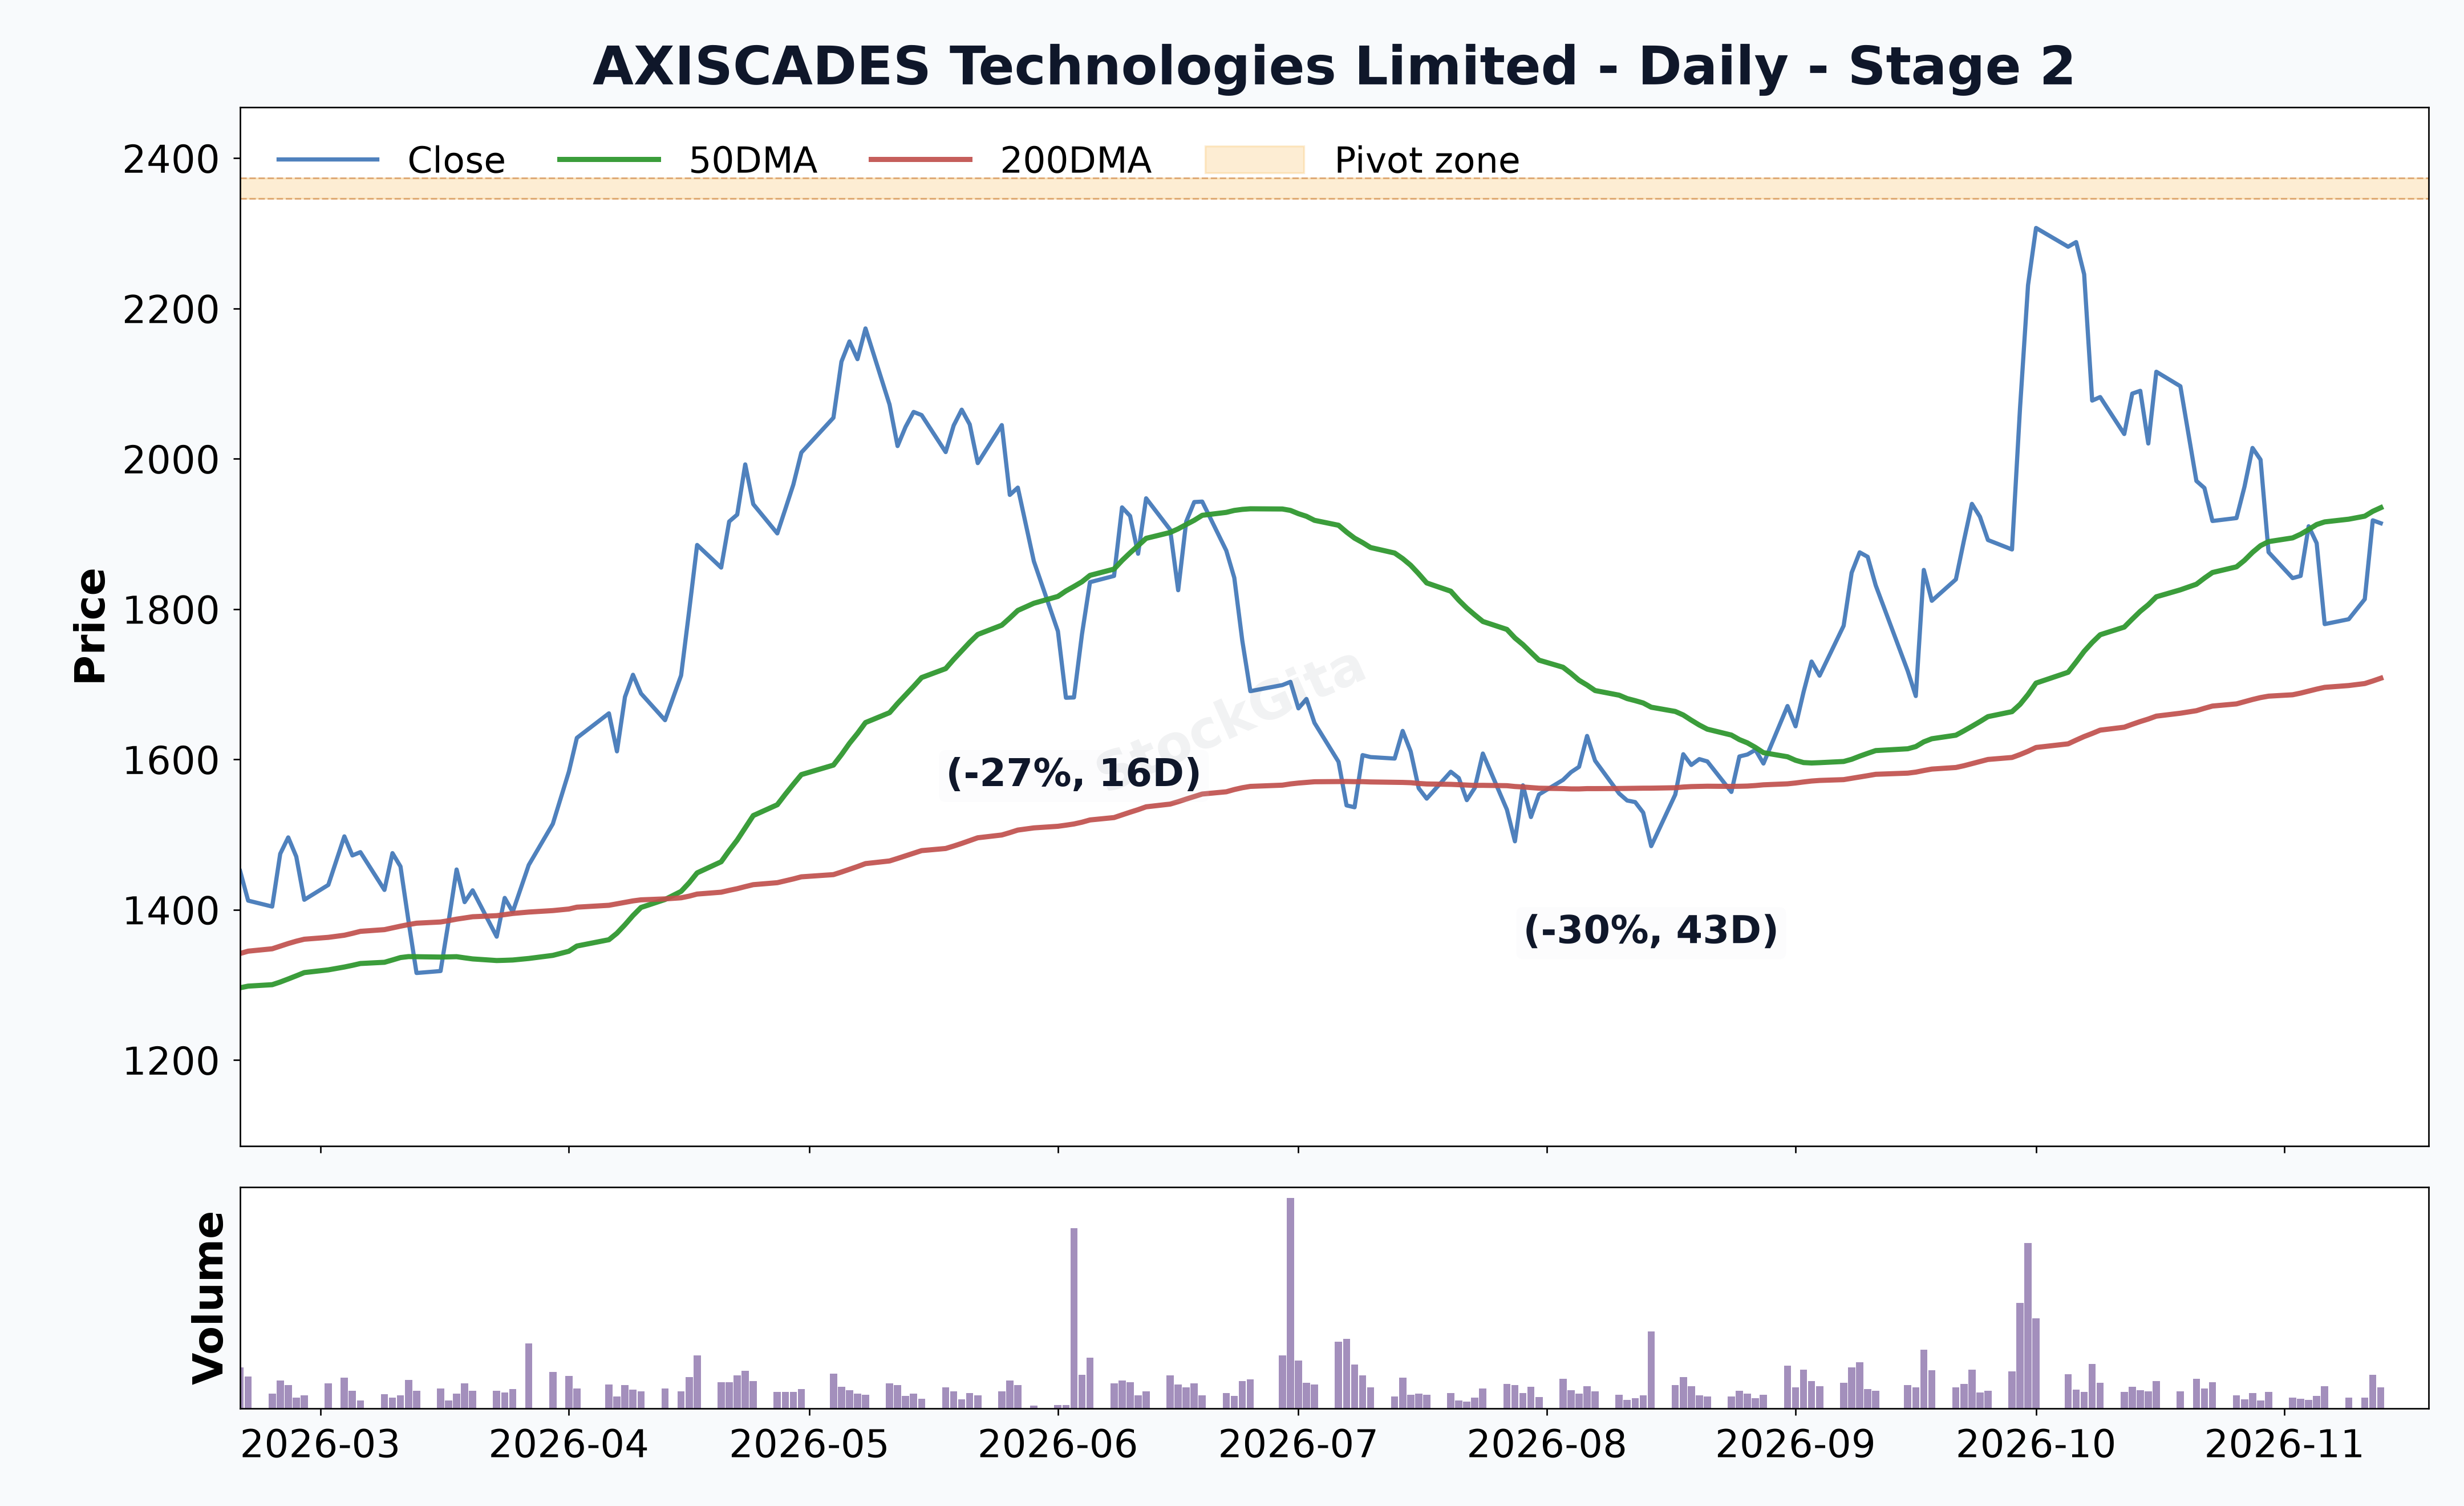 AXISCADES Technologies Limited - Daily - Stage 2
Close 50DMA 200DMA Pivot zone
2400
2200
2000
1800
1600
1400
1200
Price
StockGita
(-27%, 16D)
(-30%, 43D)
Volume
2026-03 2026-04 2026-05 2026-06 2026-07 2026-08 2026-09 2026-10 2026-11